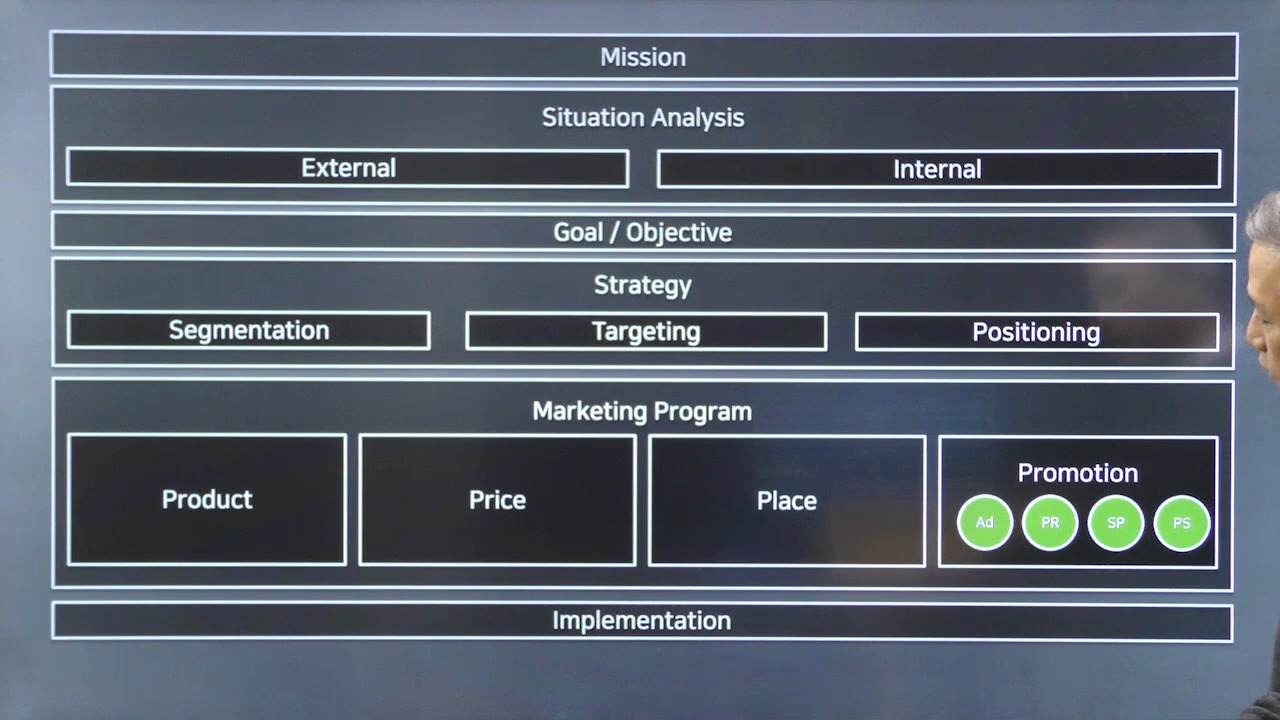 Mission
Situation Analysis
External
Internal
Goal / Objective
Strategy
Segmentation
Targeting
Positioning
Marketing Program
Product
Price
Place
Promotion
Ad
PR
SP
PS
Implementation